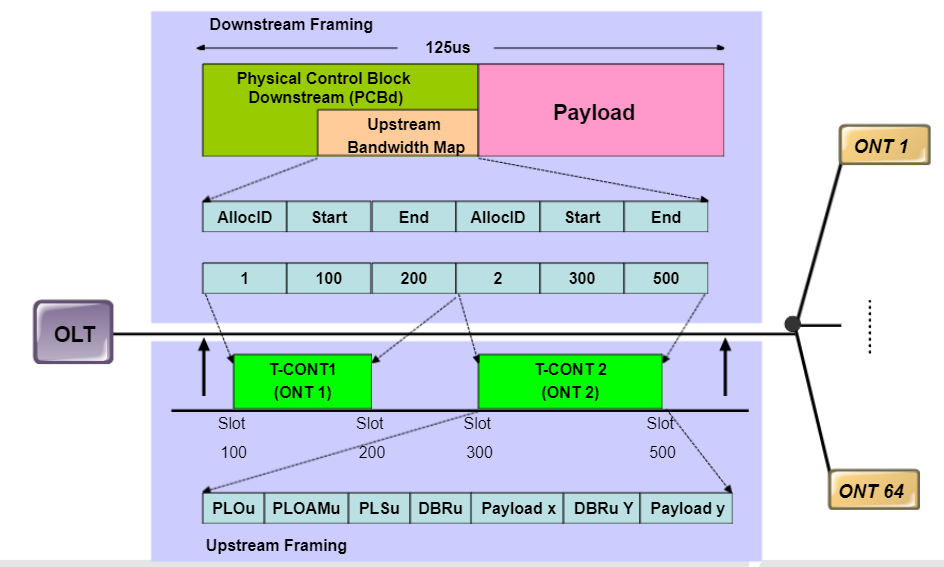 Downstream Framing
125us
Physical Control Block
Downstream (PCBd)
Upstream
Bandwidth Map
Payload
AllocID Start End AllocID Start End
1 100 200 2 300 500
OLT
ONT 1
ONT 64
T-CONT1
(ONT 1)
T-CONT 2
(ONT 2)
Slot Slot Slot Slot
100 200 300 500
PLOu PLOAMu PLSu DBRu Payload x DBRu Y Payload y
Upstream Framing